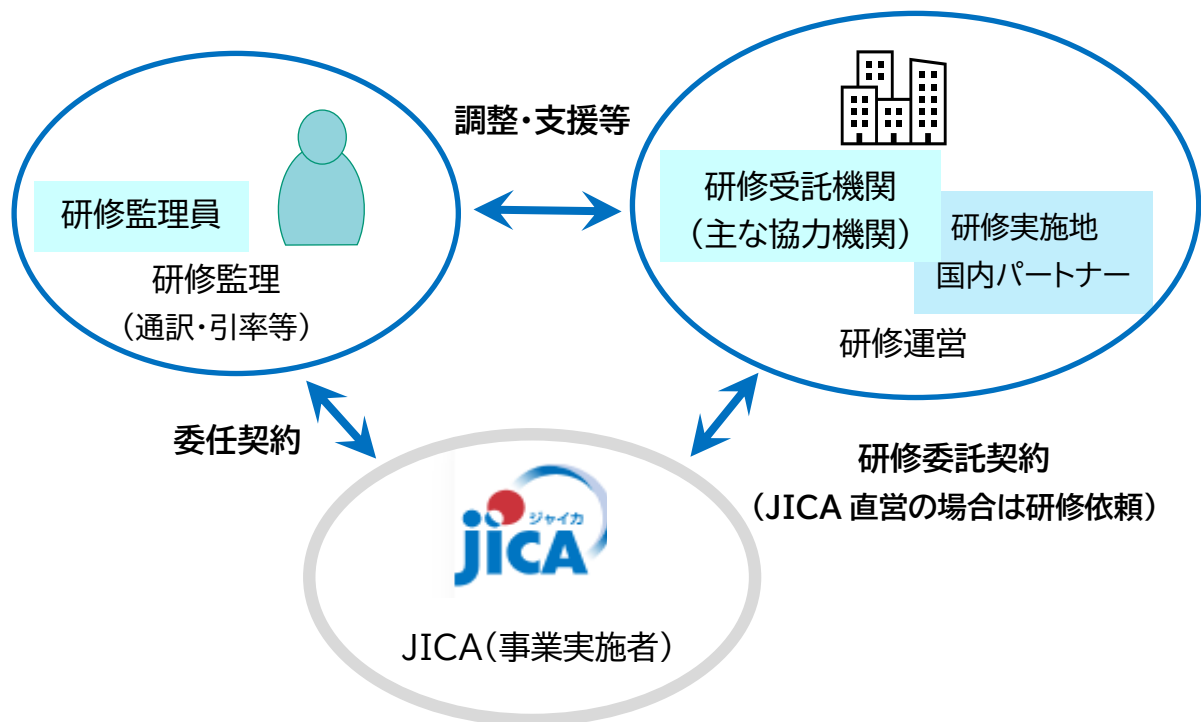 調整・支援等
研修監理員
研修監理
（通訳・引率等）
研修受託機関
（主な協力機関）
研修実施地
国内パートナー
研修運営
委任契約
研修委託契約
（JICA 直営の場合は研修依頼）
ジャイカ
jICA
JICA（事業実施者）